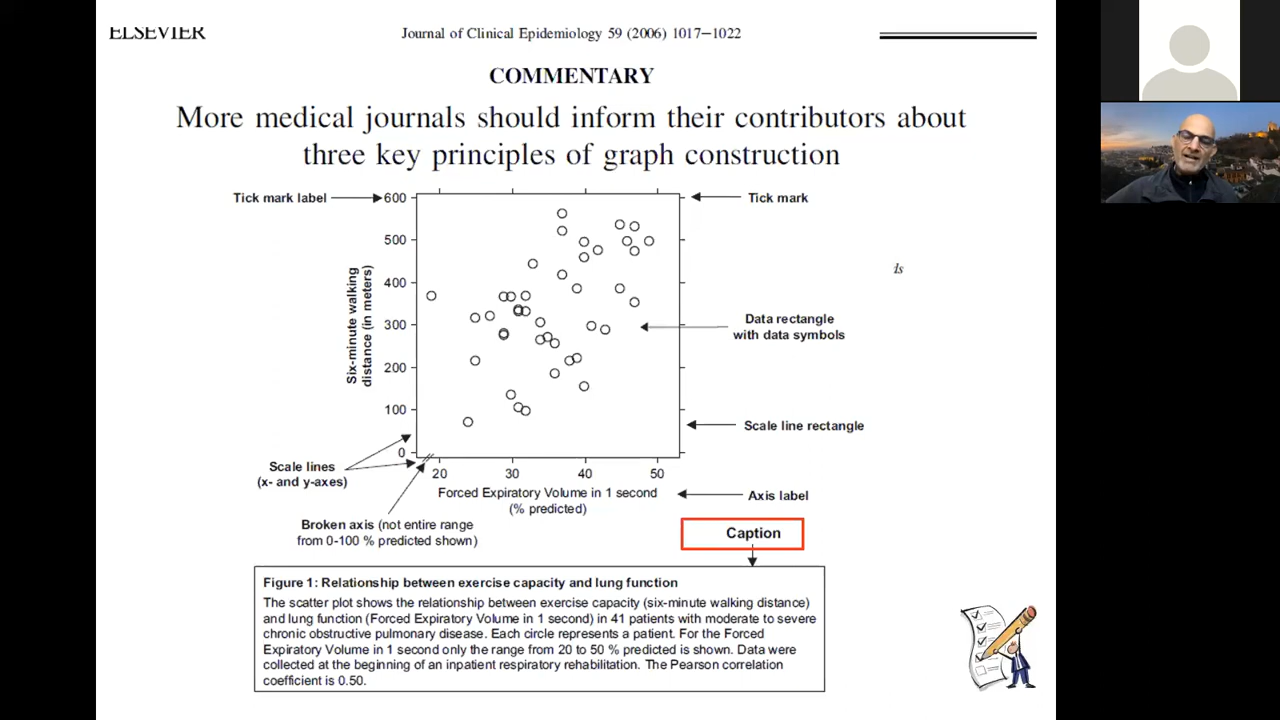 ELSEVIER
Journal of Clinical Epidemiology 59 (2006) 1017–1022
COMMENTARY
More medical journals should inform their contributors about
three key principles of graph construction
Tick mark label
600
500
400
300
200
100
0
Six-minute walking
distance (in meters)
Tick mark
ds
Data rectangle
with data symbols
Scale line rectangle
Scale lines
(x- and y-axes)
20 30 40 50
Forced Expiratory Volume in 1 second
(% predicted)
Axis label
Broken axis (not entire range
from 0-100 % predicted shown)
Caption
Figure 1: Relationship between exercise capacity and lung function
The scatter plot shows the relationship between exercise capacity (six-minute walking distance)
and lung function (Forced Expiratory Volume in 1 second) in 41 patients with moderate to severe
chronic obstructive pulmonary disease. Each circle represents a patient. For the Forced
Expiratory Volume in 1 second only the range from 20 to 50 % predicted is shown. Data were
collected at the beginning of an inpatient respiratory rehabilitation. The Pearson correlation
coefficient is 0.50.